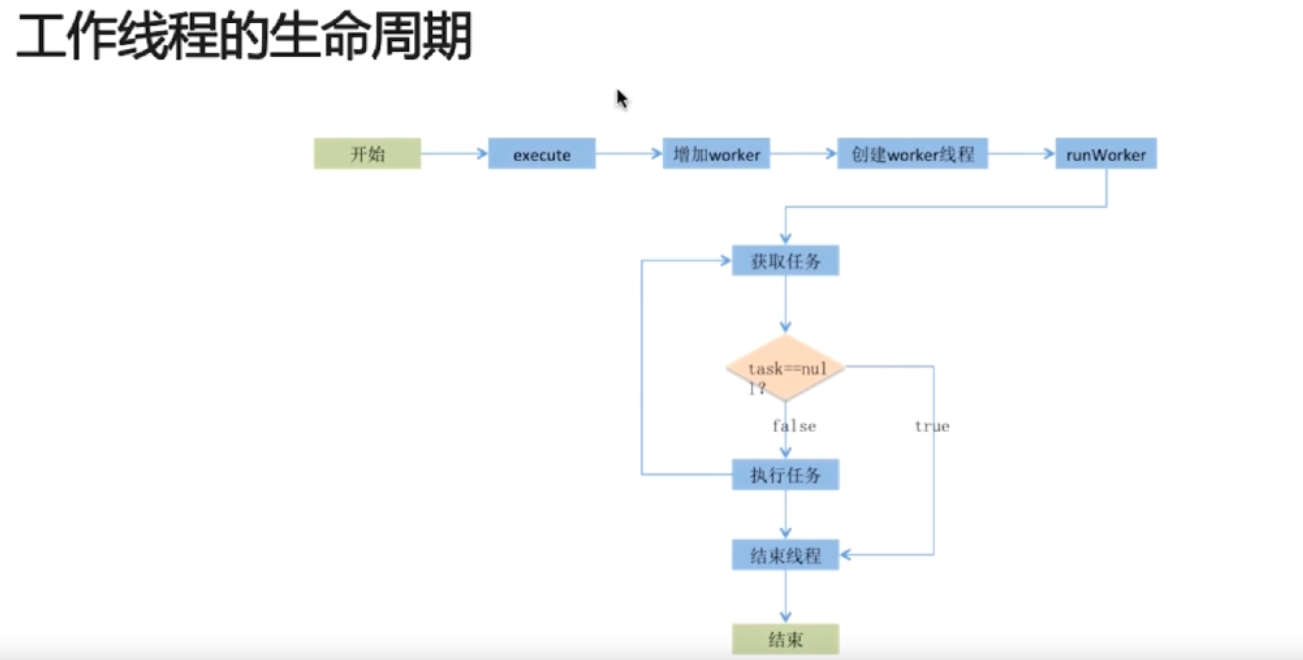 工作线程的生命周期
开始
execute
增加worker
创建worker线程
runWorker
获取任务
task==nul
l?
false
true
执行任务
结束线程
结束